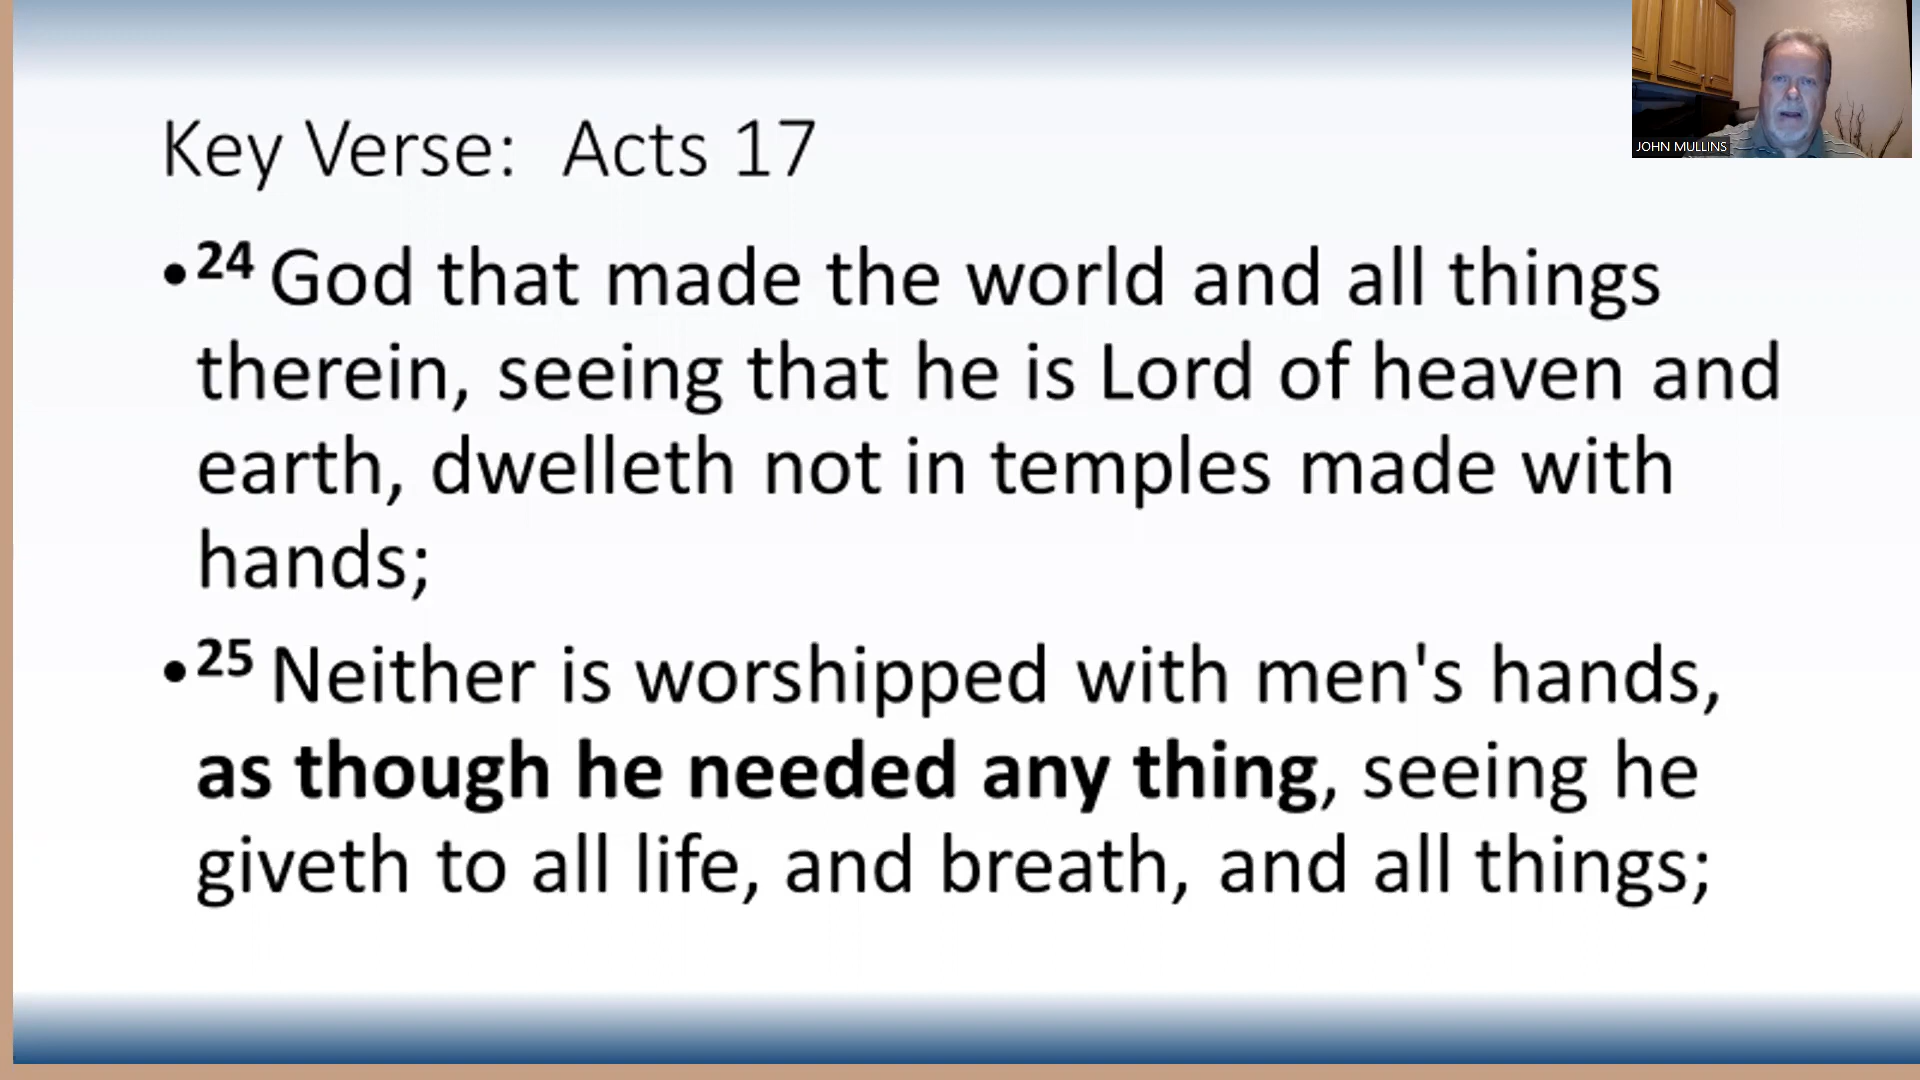 JOHN MULLINS
Key Verse: Acts 17
•24 God that made the world and all things
therein, seeing that he is Lord of heaven and
earth, dwelleth not in temples made with
hands;
•25 Neither is worshipped with men's hands,
as though he needed any thing, seeing he
giveth to all life, and breath, and all things;